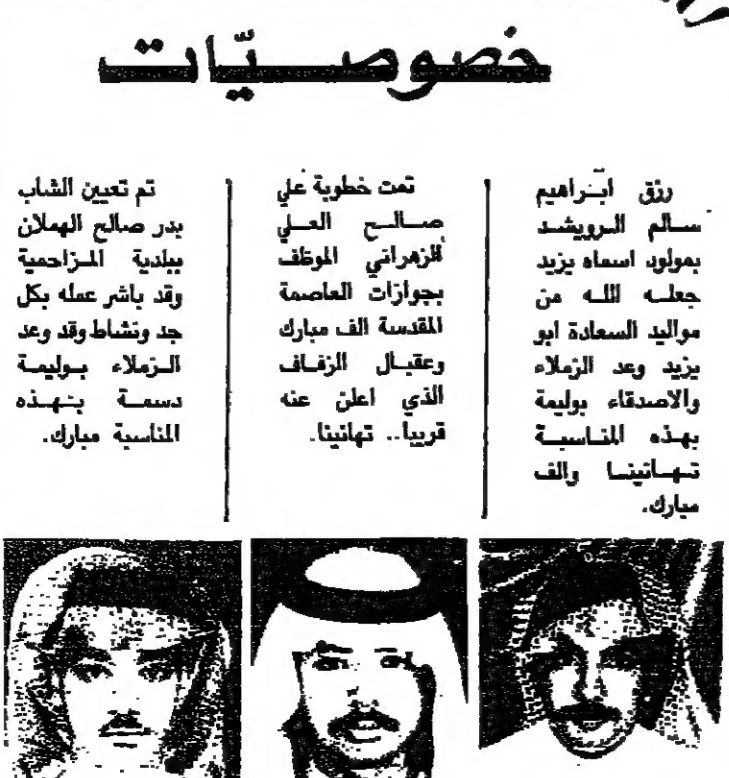 خصوصيّات
رزق ابراهيم
سالم الرويشد
بمولود اسماه يزيد
جعله الله من
مواليد السعادة ابو
يزيد وعد الزملاء
والاصدقاء بوليمة
بهذه المناسبة
تهانينا والف
مبارك.
تمت خطوبة علي
صالح العلي
الزهراني الموظف
بجوازات العاصمة
المقدسة الف مبارك
وعقبال الزفاف
الذي اعلن عنه
قريبا.. تهانينا.
تم تعيين الشاب
بدر صالح الهملان
ببلدية المزاحمية
وقد باشر عمله بكل
جد ونشاط وقد وعد
الزملاء بوليمة
دسمة بهذه
المناسبة مبارك.